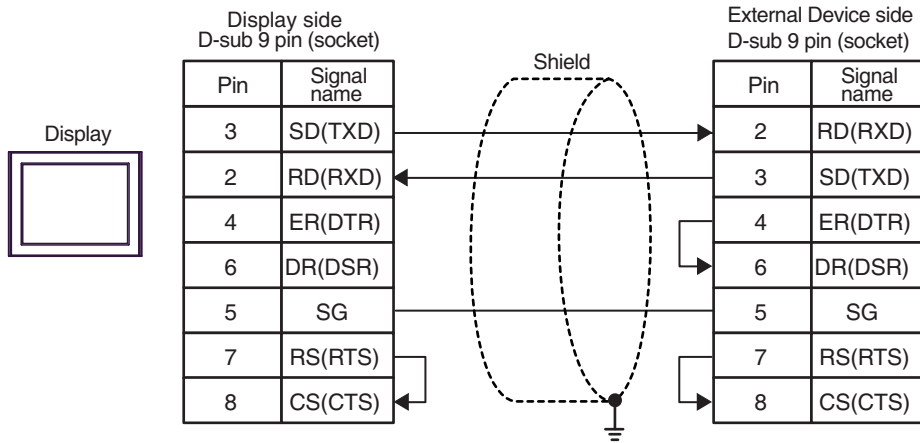 Display side
D-sub 9 pin (socket)
External Device side
D-sub 9 pin (socket)
Shield
Display
Pin Signal name
3 SD(TXD)
2 RD(RXD)
4 ER(DTR)
6 DR(DSR)
5 SG
7 RS(RTS)
8 CS(CTS)
Pin Signal name
2 RD(RXD)
3 SD(TXD)
4 ER(DTR)
6 DR(DSR)
5 SG
7 RS(RTS)
8 CS(CTS)